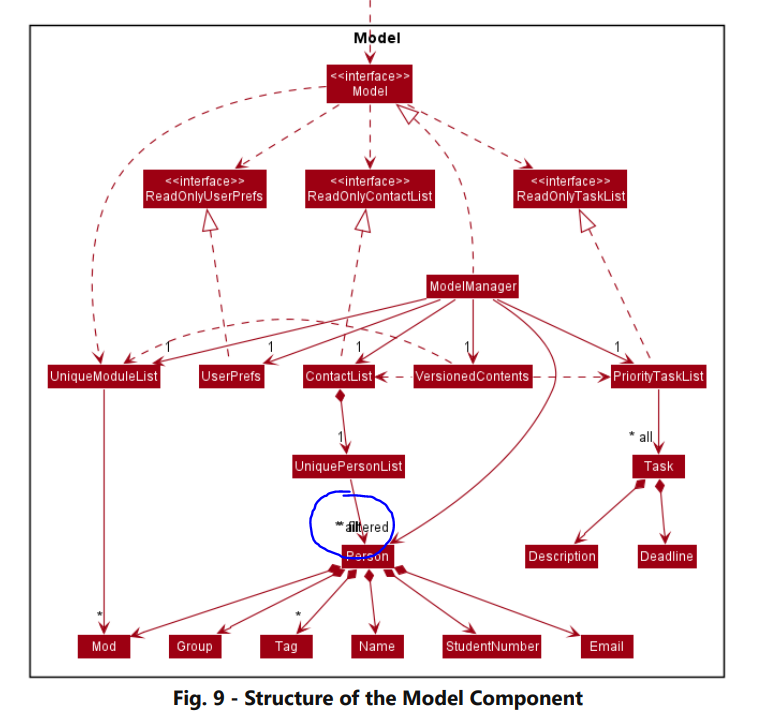 Model
<<interface>>
Model
<<interface>>
ReadOnlyUserPrefs
<<interface>>
ReadOnlyContactList
<<interface>>
ReadOnlyTaskList
ModelManager
1
1
1
1
1
UniqueModuleList
UserPrefs
ContactList
VersionedContents
PriorityTaskList
1
* all
UniquePersonList
Task
filtered
Person
Description
Deadline
*
*
Mod
Group
Tag
Name
StudentNumber
Email
Fig. 9 - Structure of the Model Component